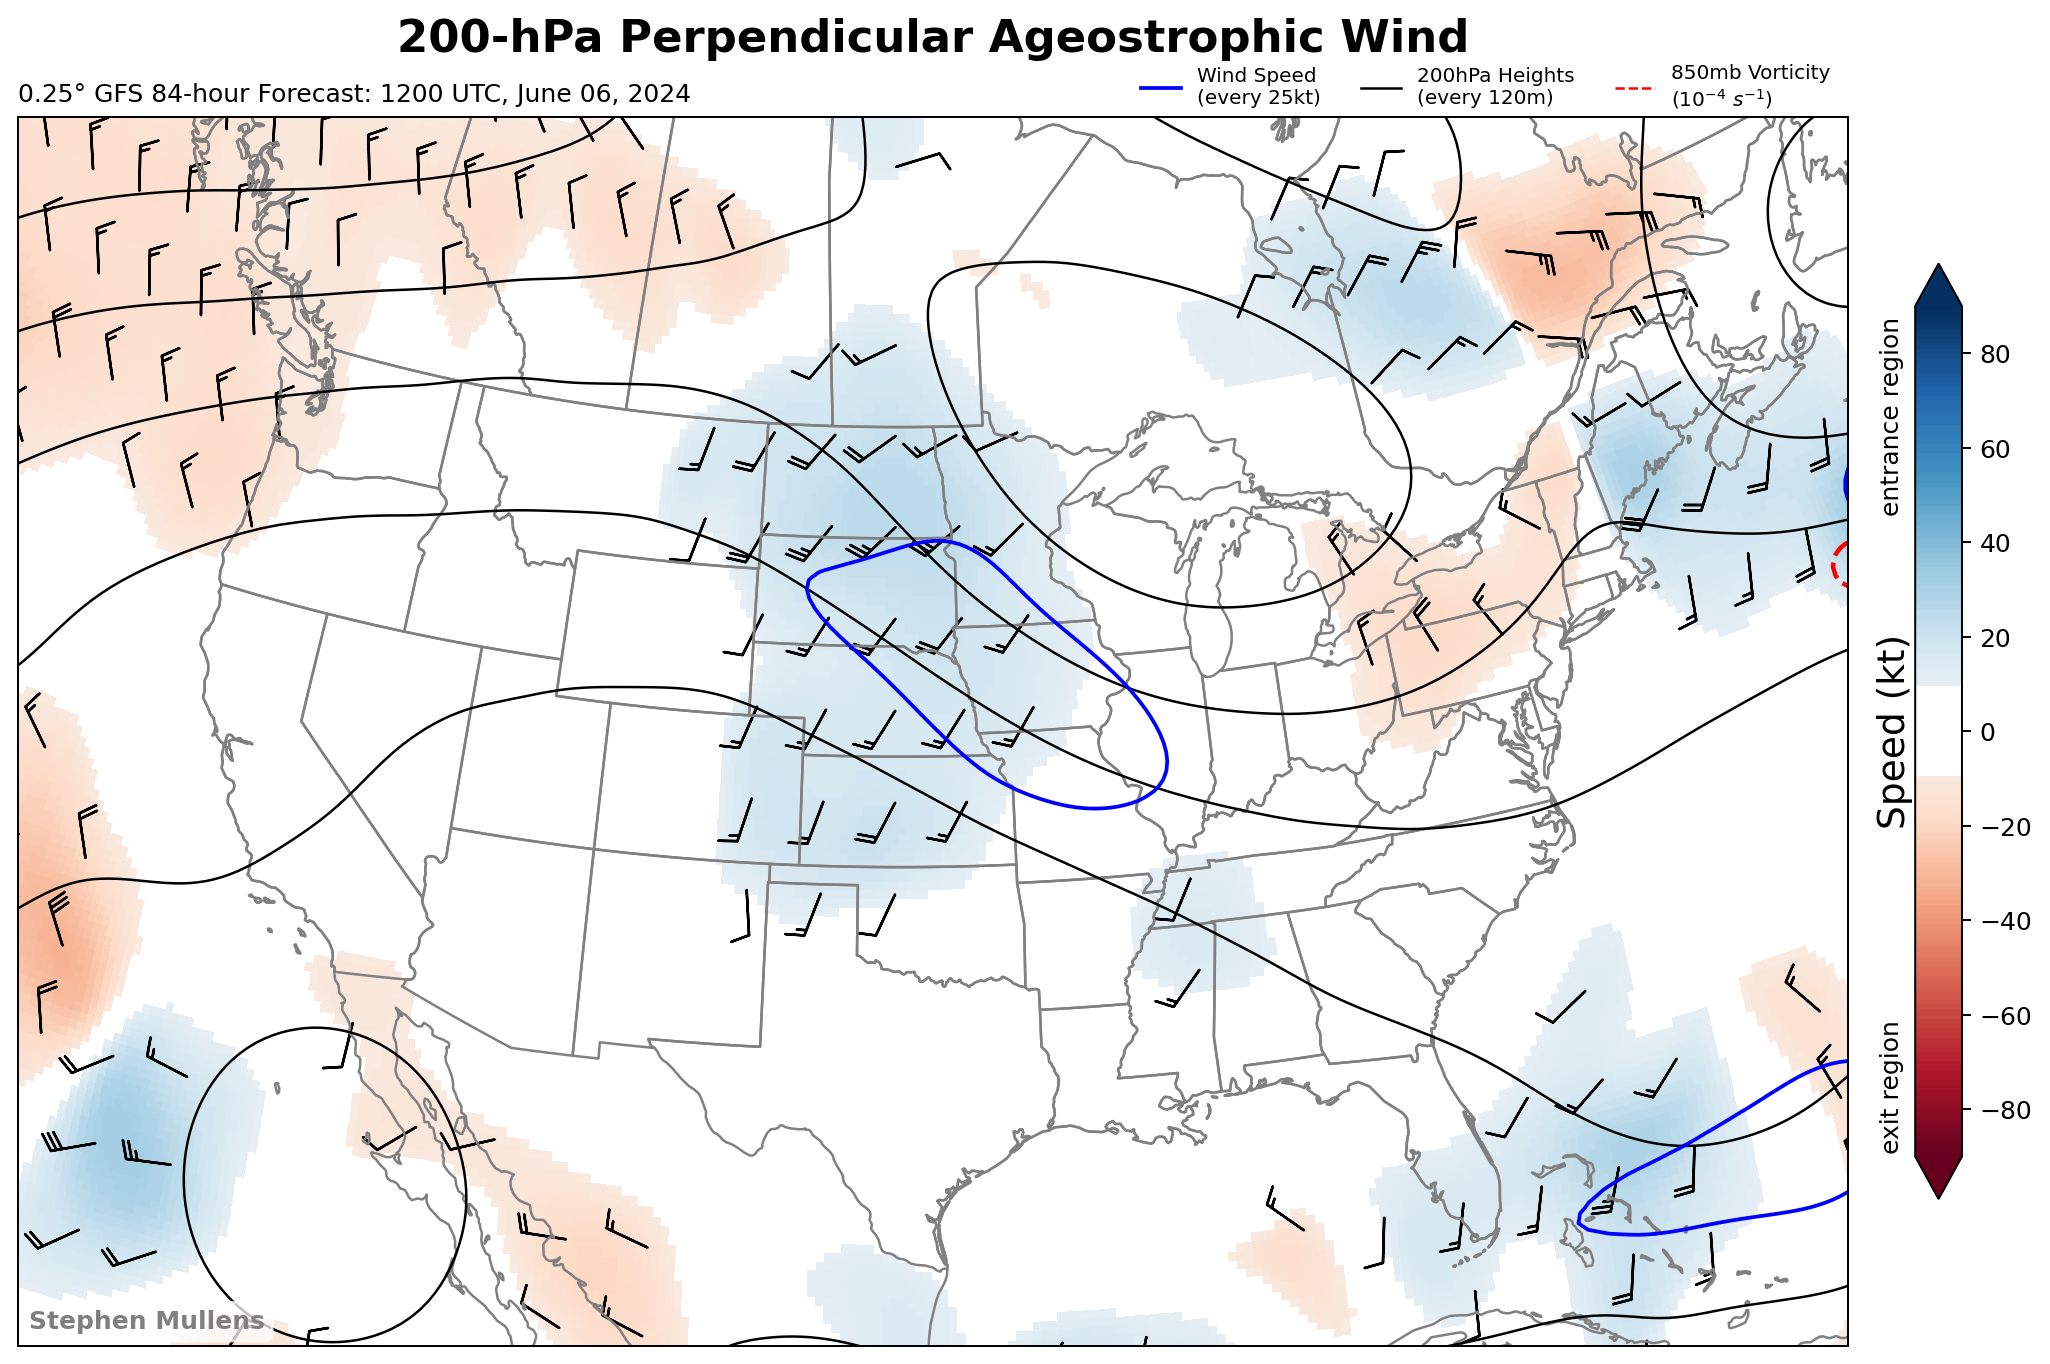 200-hPa Perpendicular Ageostrophic Wind
0.25° GFS 84-hour Forecast: 1200 UTC, June 06, 2024
Wind Speed
(every 25kt)
200hPa Heights
(every 120m)
850mb Vorticity
(10⁻⁴ s⁻¹)
entrance region
Speed (kt)
exit region
80
60
40
20
0
−20
−40
−60
−80
Stephen Mullens